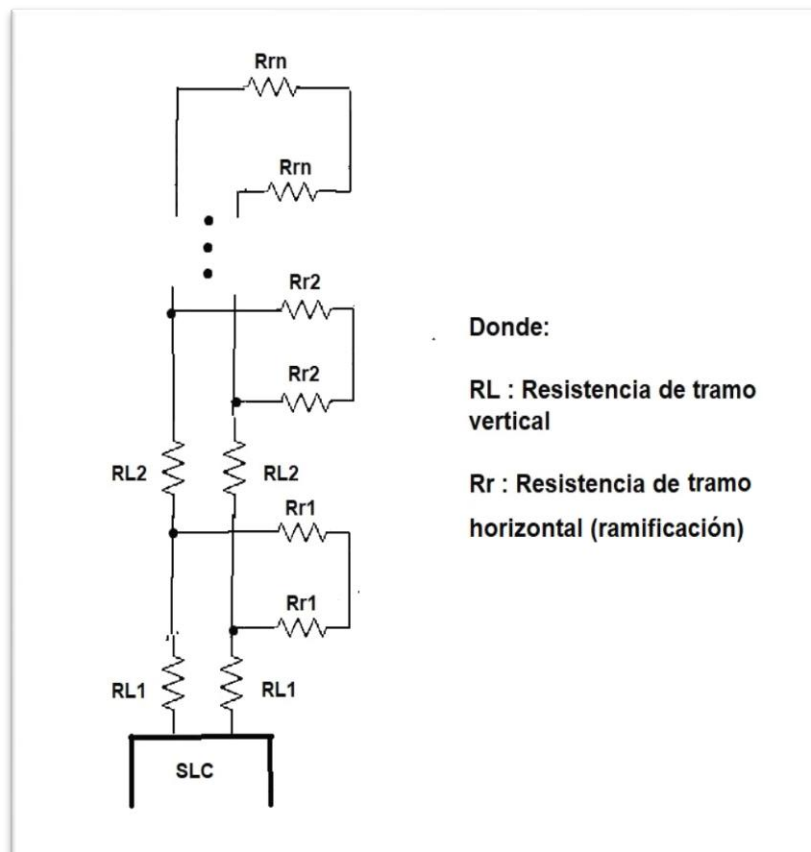 Rrn
Rrn
Rr2
Rr2
RL2
RL2
Rr1
Rr1
RL1
RL1
SLC
Donde:
RL : Resistencia de tramo
vertical
Rr : Resistencia de tramo
horizontal (ramificación)